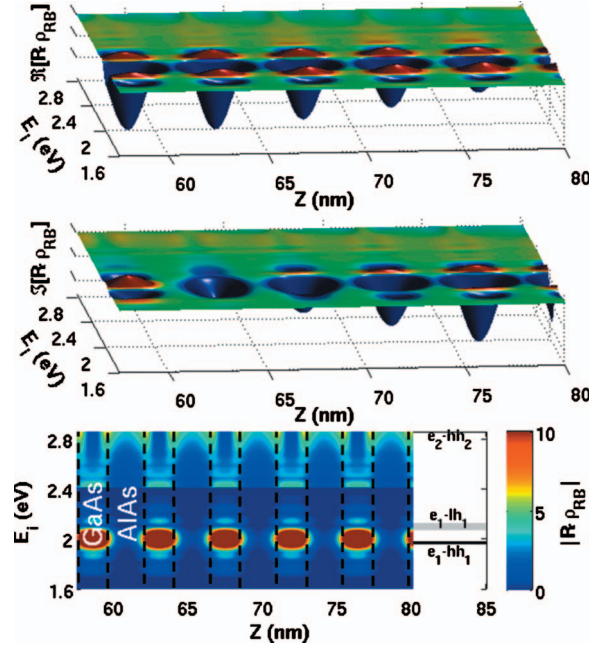 ℜ[R ρRB]
2.8
2.4
2
1.6
Ei (eV)
60
65
70
75
80
Z (nm)
ℑ[R ρRB]
2.8
2.4
2
1.6
Ei (eV)
60
65
70
75
80
Z (nm)
2.8
2.4
2
1.6
Ei (eV)
GaAs
AlAs
e2-hh2
e1-lh1
e1-hh1
60
65
70
75
80
85
Z (nm)
10
5
0
|R ρRB|